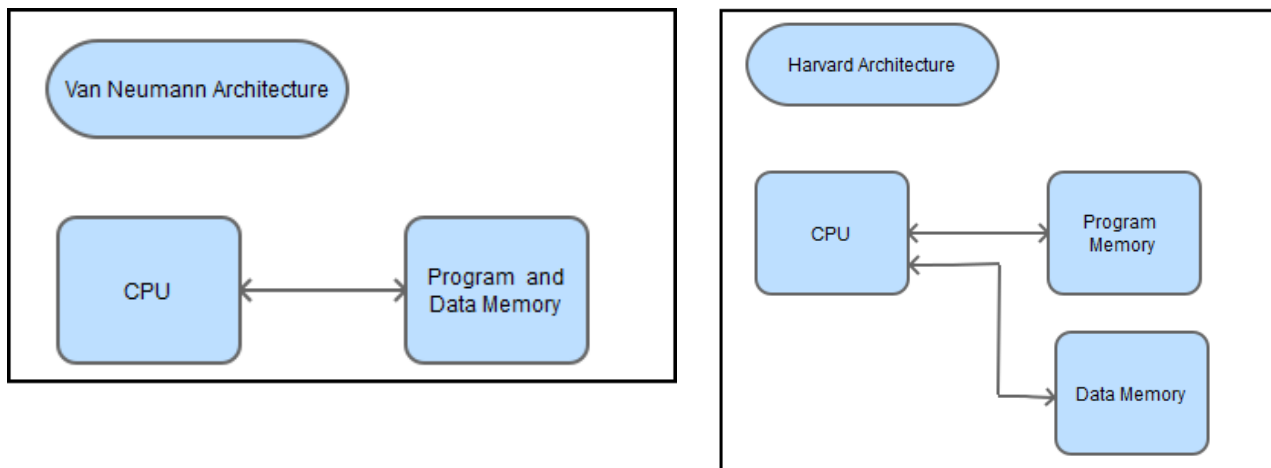 Van Neumann Architecture
CPU
Program and
Data Memory
Harvard Architecture
CPU
Program
Memory
Data Memory